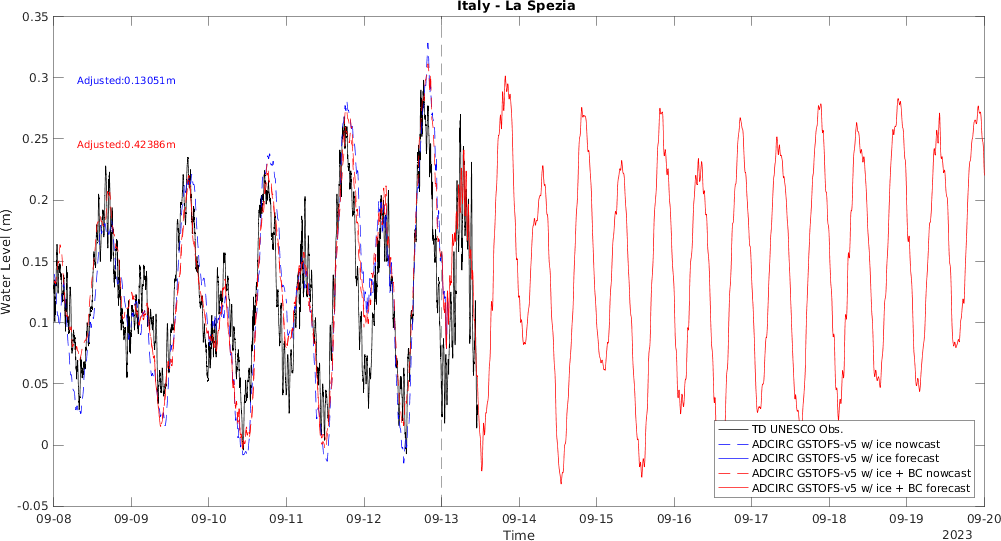 Italy - La Spezia
0.35
0.3
0.25
0.2
0.15
0.1
0.05
0
-0.05
Water Level (m)
Adjusted:0.13051m
Adjusted:0.42386m
TD UNESCO Obs.
ADCIRC GSTOFS-v5 w/ ice nowcast
ADCIRC GSTOFS-v5 w/ ice forecast
ADCIRC GSTOFS-v5 w/ ice + BC nowcast
ADCIRC GSTOFS-v5 w/ ice + BC forecast
09-08 09-09 09-10 09-11 09-12 09-13 09-14 09-15 09-16 09-17 09-18 09-19 09-20
Time
2023